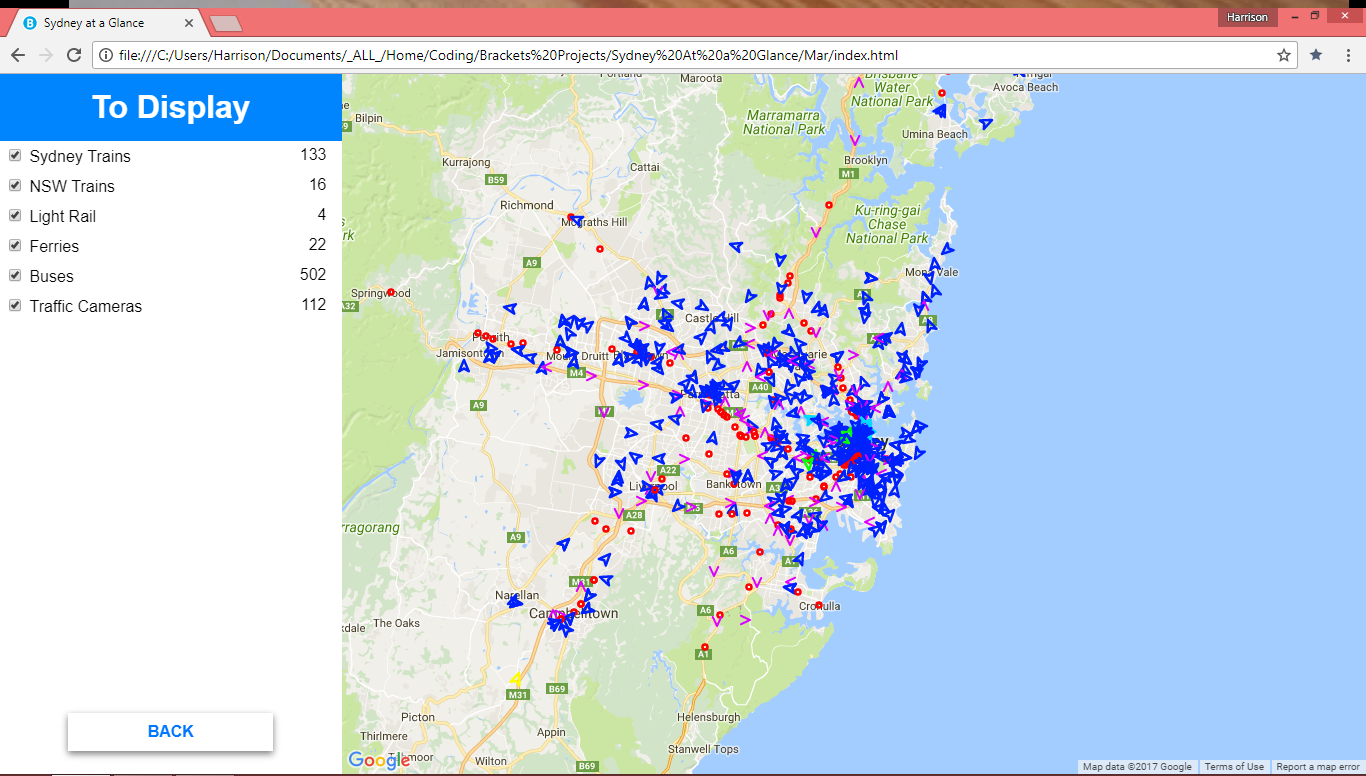 Sydney at a Glance
Harrison
file:///C:/Users/Harrison/Documents/_ALL_/Home/Coding/Brackets%20Projects/Sydney%20At%20a%20Glance/Mar/index.html
To Display
Sydney Trains 133
NSW Trains 16
Light Rail 4
Ferries 22
Buses 502
Traffic Cameras 112
BACK
Maroota
Brisbane
Water
National Park
Avoca Beach
Bilpin
Marramarra
National Park
Umina Beach
Kurrajong
Cattai
Brooklyn
B59
M1
Richmond
McGraths Hill
Ku-ring-gai
Chase
National Park
A9
Mona Vale
Springwood
A32
Castle Hill
Penrith
Jamisontown
Mount Druitt
M4
A40
A9
A22
Liverpool
Bankstown
A28
A9
A6
M31
Narellan
Campbelltown
Cronulla
A6
The Oaks
A1
B69
M31
Picton
Appin
Helensburgh
Thirlmere
Stanwell Tops
Wilton
B69
Google
Map data ©2017 Google
Terms of Use
Report a map error